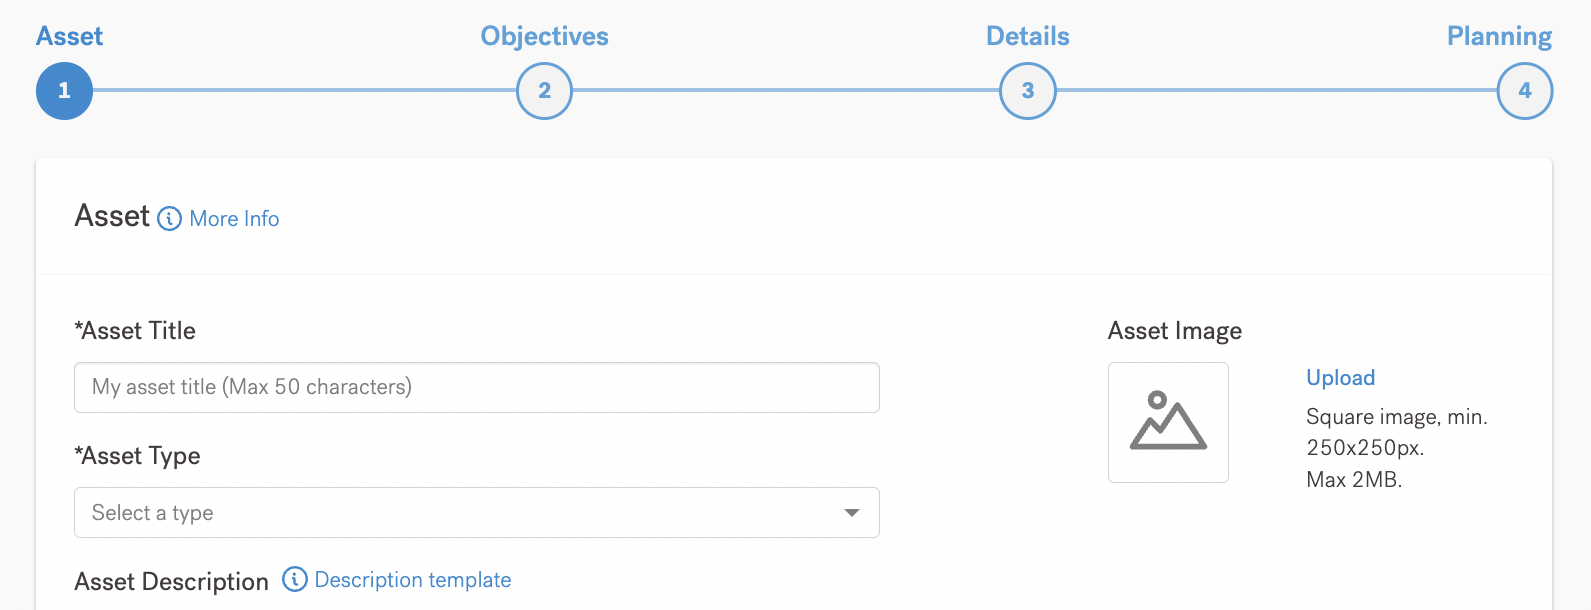 Asset Objectives Details Planning
1 2 3 4
Asset More Info
*Asset Title
My asset title (Max 50 characters)
*Asset Type
Select a type
Asset Description Description template
Asset Image
Upload
Square image, min.
250x250px.
Max 2MB.